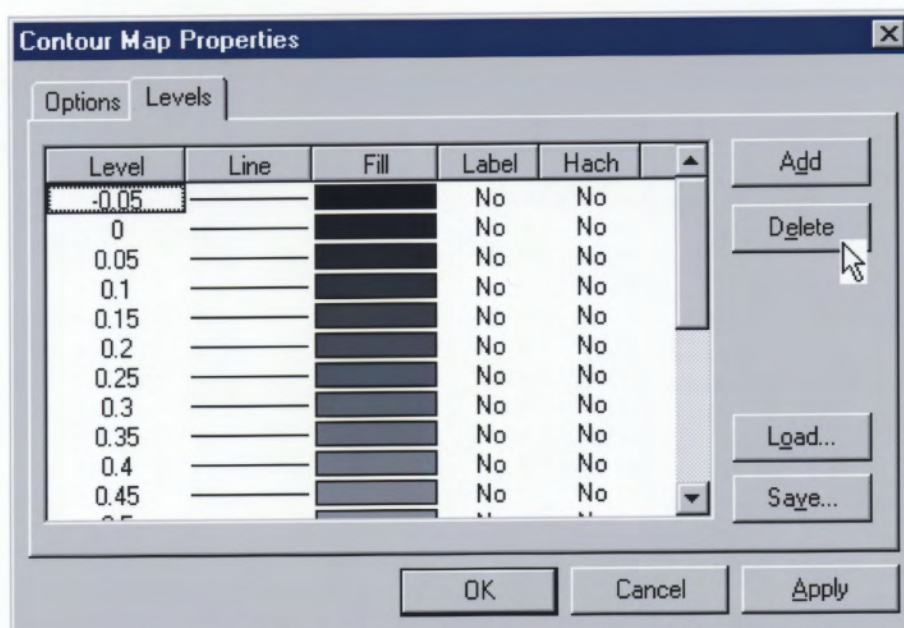 Contour Map Properties
Options Levels
Level Line Fill Label Hach
-0.05 No No
0 No No
0.05 No No
0.1 No No
0.15 No No
0.2 No No
0.25 No No
0.3 No No
0.35 No No
0.4 No No
0.45 No No
Add
Delete
Load...
Save...
OK Cancel Apply